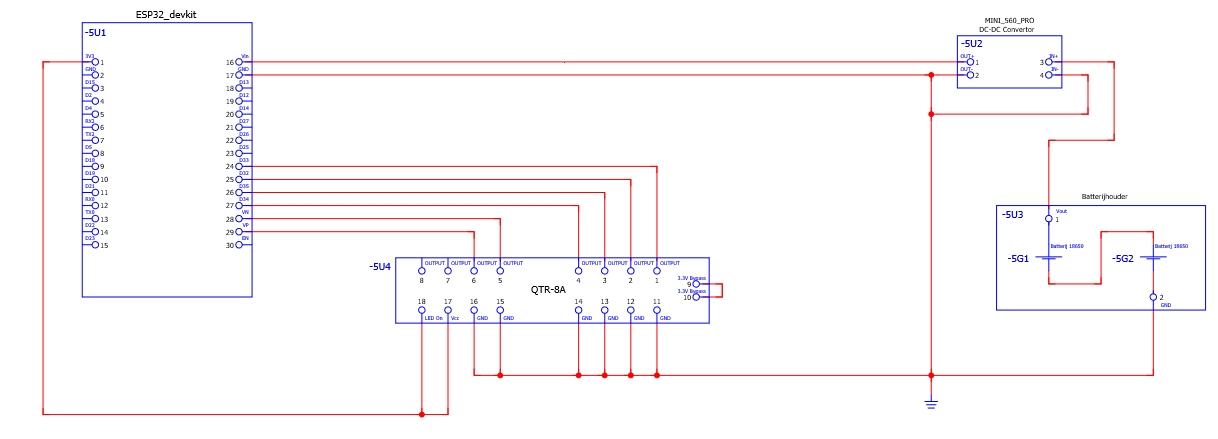 ESP32_devkit
-5U1
3V3
1
GND
2
D15
3
D2
4
D4
5
RX2
6
TX2
7
D5
8
D18
9
D19
10
D21
11
RX0
12
TX0
13
D22
14
D23
15
Vin
16
GND
17
D13
18
D12
19
D14
20
D27
21
D26
22
D25
23
D33
24
D32
25
D35
26
D34
27
VN
28
VP
29
EN
30
MINI_560_PRO
DC-DC Convertor
-5U2
OUT+
1
IN+
3
OUT-
2
IN-
4
Batterijhouder
-5U3
Vout
1
Batterij 18650
-5G1
Batterij 18650
-5G2
2
GND
-5U4
OUTPUT OUTPUT OUTPUT OUTPUT OUTPUT OUTPUT OUTPUT OUTPUT
8 7 6 5 4 3 2 1
QTR-8A
3.3V Bypass
9
3.3V Bypass
10
18 17 16 15 14 13 12 11
LED On Vcc GND GND GND GND GND GND